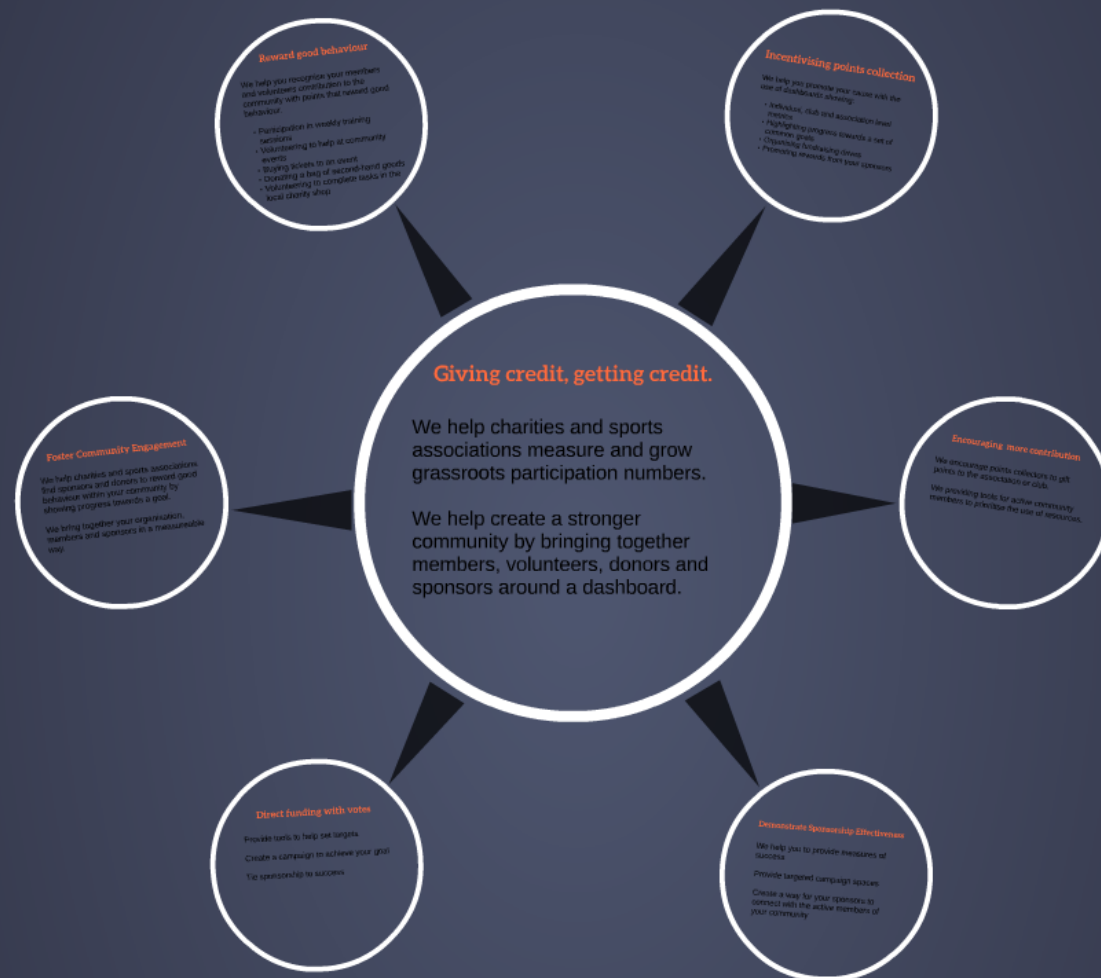 Reward good behaviour
We help you recognise your members
and volunteers contribution to the
community with points that reward good
behaviour.
- Participation in weekly training
sessions
- Volunteering to help at community
events
- Buying tickets to an event
- Donating a bag of second-hand goods
- Volunteering to complete tasks in the
local charity shop
Incentivising points collection
We help you promote your cause with the
use of dashboards showing:
- Individual, club and association level
metrics
- Highlighting progress towards a set of
common goals
- Organising fundraising drives
- Promoting rewards from your sponsors
Giving credit, getting credit.
We help charities and sports
associations measure and grow
grassroots participation numbers.
We help create a stronger
community by bringing together
members, volunteers, donors and
sponsors around a dashboard.
Foster Community Engagement
We help charities and sports associations
find sponsors and donors to reward good
behaviour within your community by
showing progress towards a goal.
We bring together your organisation,
members and sponsors in a measureable
way.
Encouraging more contribution
We encourage points collectors to gift
points to the association or club.
We providing tools for active community
members to prioritise the use of resources.
Direct funding with votes
Provide tools to help set targets
Create a campaign to achieve your goal
Tie sponsorship to success
Demonstrate Sponsorship Effectiveness
We help you to provide measures of
success
Provide targeted campaign spaces
Create a way for your sponsors to
connect with the active members of
your community